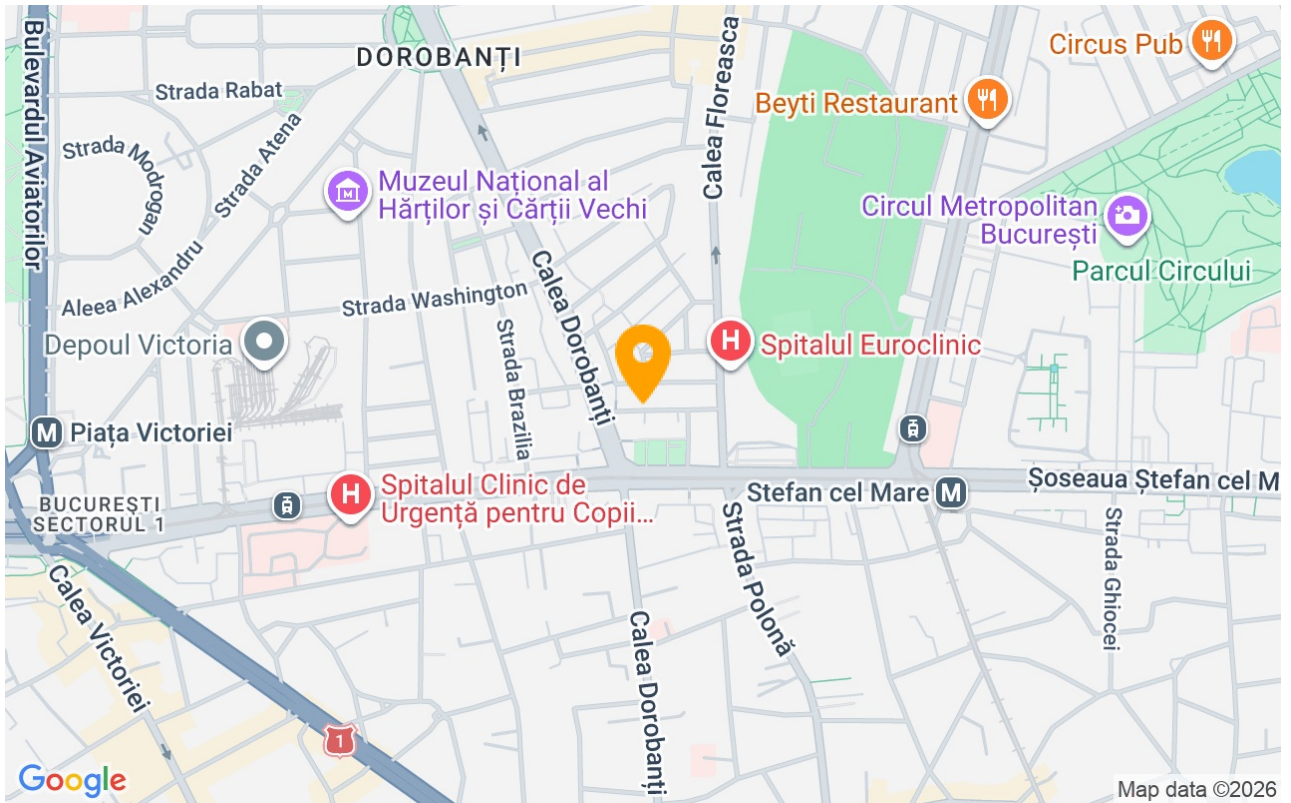 Bulevardul Aviatorilor
DOROBANȚI
Calea Floreasca
Circus Pub
Strada Rabat
Beyti Restaurant
Strada Modrogan
Strada Atena
Muzeul Național al
Hărților și Cărții Vechi
Circul Metropolitan
București
Parcul Circului
Aleea Alexandru
Strada Washington
Calea Dorobanți
Depoul Victoria
Strada Brazilia
H
Spitalul Euroclinic
M
Piața Victoriei
H
Spitalul Clinic de
Urgență pentru Copii...
BUCUREȘTI
SECTORUL 1
Stefan cel Mare
M
Șoseaua Ștefan cel M
Strada Polonă
Strada Ghiocei
Calea Victoriei
Calea Dorobanți
1
Google
Map data ©2026